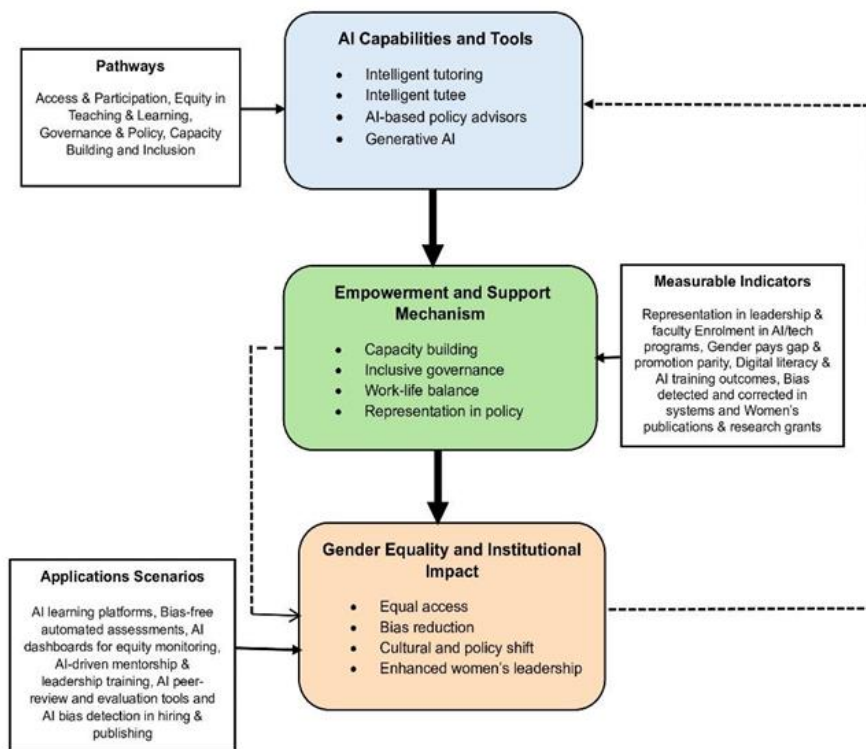 AI Capabilities and Tools
Intelligent tutoring
Intelligent tutee
AI-based policy advisors
Generative AI
Pathways
Access & Participation, Equity in
Teaching & Learning,
Governance & Policy, Capacity
Building and Inclusion
Empowerment and Support
Mechanism
Capacity building
Inclusive governance
Work-life balance
Representation in policy
Measurable Indicators
Representation in leadership &
faculty Enrolment in AI/tech
programs, Gender pays gap &
promotion parity, Digital literacy &
AI training outcomes, Bias
detected and corrected in
systems and Women's
publications & research grants
Gender Equality and Institutional
Impact
Equal access
Bias reduction
Cultural and policy shift
Enhanced women's leadership
Applications Scenarios
AI learning platforms, Bias-free
automated assessments, AI
dashboards for equity monitoring,
AI-driven mentorship &
leadership training, AI peer-
review and evaluation tools and
AI bias detection in hiring &
publishing